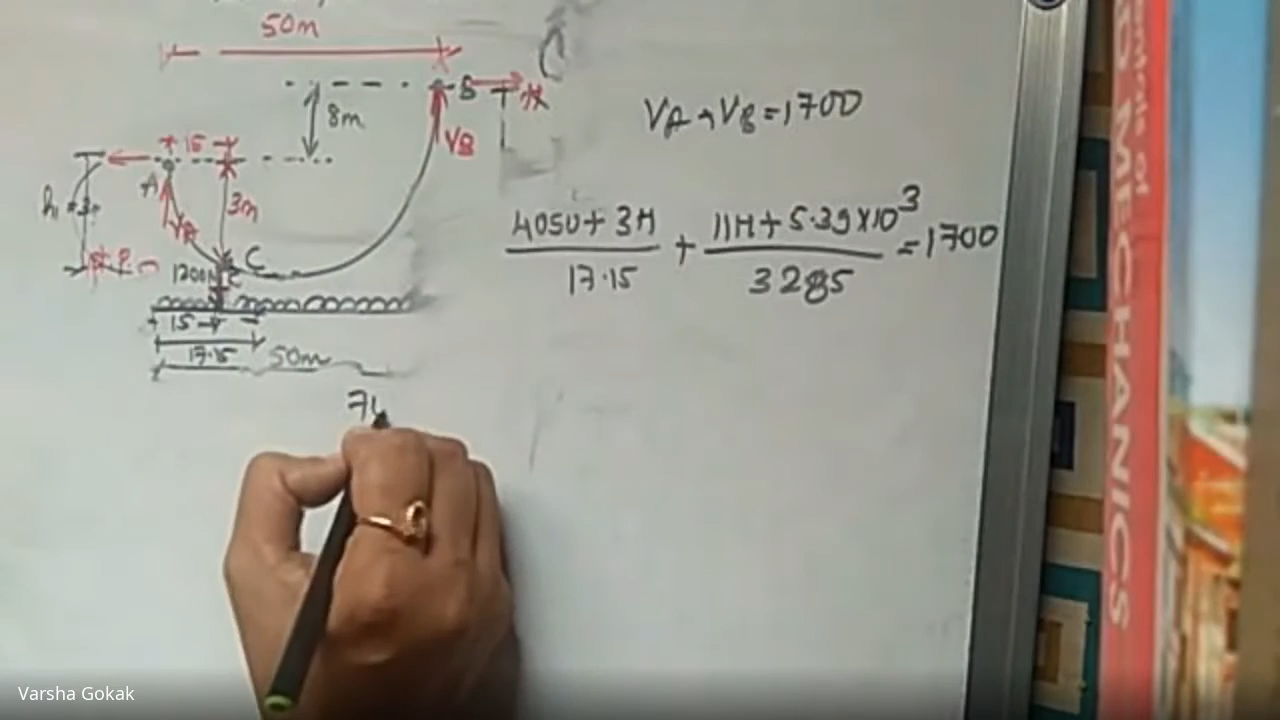 50m
B H
8m
VA + VB = 1700
15
VB
A
h
3m
VA
4050 + 3H / 17.15 + 11H + 5.39 x 10³ / 3285 = 1700
C
1200N
15
17.15
50m
74
Varsha Gokak
MECHANICS